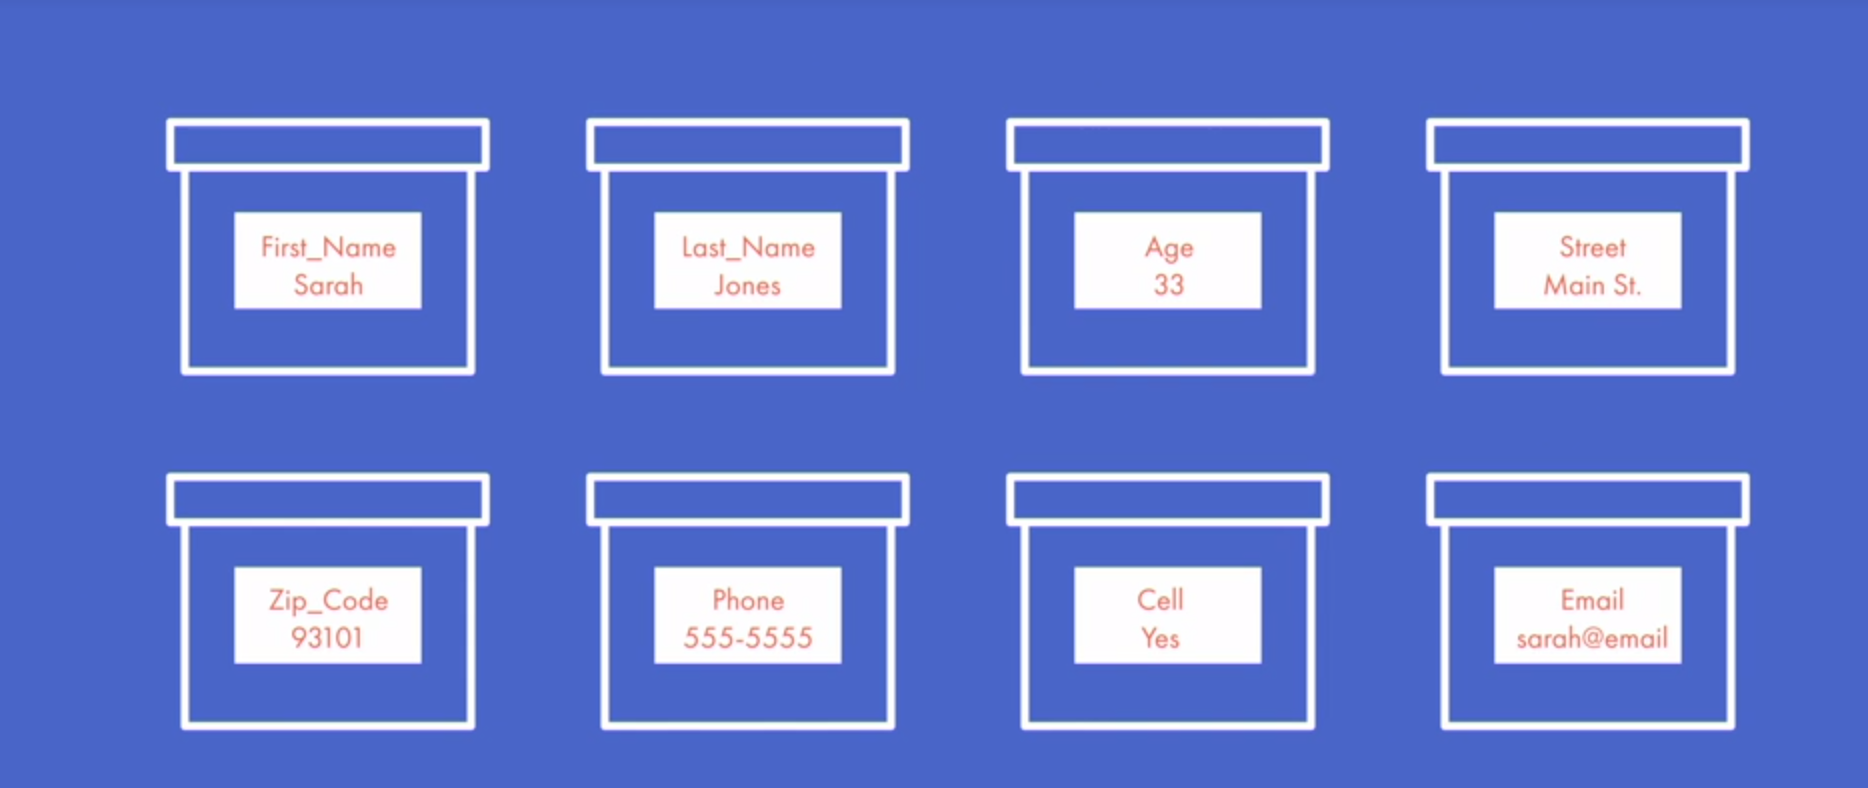 First_Name
Sarah
Last_Name
Jones
Age
33
Street
Main St.
Zip_Code
93101
Phone
555-5555
Cell
Yes
Email
sarah@email